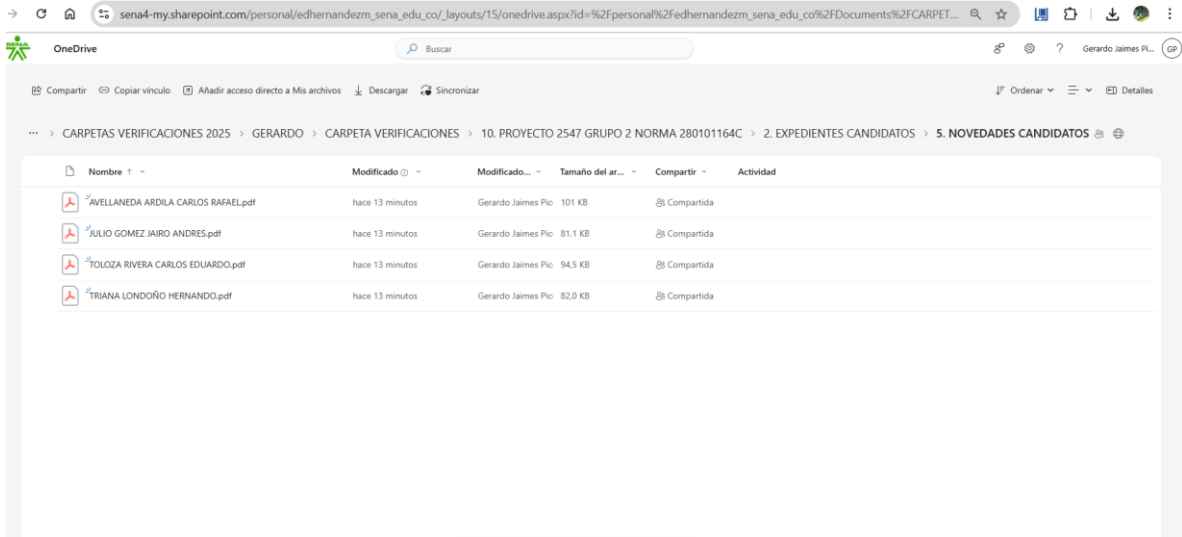 sena4-my.sharepoint.com/personal/edhernandezm_sena_edu_co/_layouts/15/onedrive.aspx?id=%2Fpersonal%2Fedhernandezm_sena_edu_co%2FDocuments%2FCARPET...
SENA OneDrive Buscar ? Gerardo Jaimes Pi... GP
Compartir Copiar vínculo Añadir acceso directo a Mis archivos Descargar Sincronizar Ordenar Detalles
... > CARPETAS VERIFICACIONES 2025 > GERARDO > CARPETA VERIFICACIONES > 10. PROYECTO 2547 GRUPO 2 NORMA 280101164C > 2. EXPEDIENTES CANDIDATOS > 5. NOVEDADES CANDIDATOS
Nombre Modificado Modificado... Tamaño del ar... Compartir Actividad
AVELLANEDA ARDILA CARLOS RAFAEL.pdf hace 13 minutos Gerardo Jaimes Pic 101 KB Compartida
JULIO GOMEZ JAIRO ANDRES.pdf hace 13 minutos Gerardo Jaimes Pic 81,1 KB Compartida
TOLOZA RIVERA CARLOS EDUARDO.pdf hace 13 minutos Gerardo Jaimes Pic 94,5 KB Compartida
TRIANA LONDOÑO HERNANDO.pdf hace 13 minutos Gerardo Jaimes Pic 82,0 KB Compartida